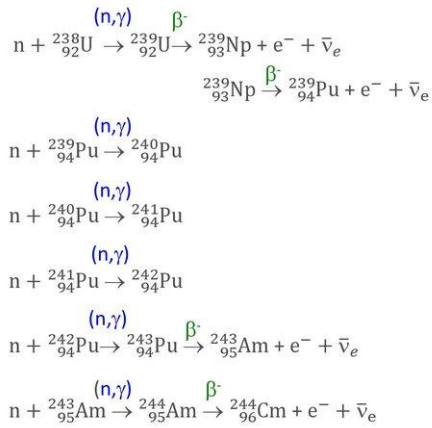 (n,γ) β-
n + ²³⁸₉₂U → ²³⁹₉₂U → ²³⁹₉₃Np + e⁻ + ν̅ₑ
β-
²³⁹₉₃Np → ²³⁹₉₄Pu + e⁻ + ν̅ₑ
(n,γ)
n + ²³⁹₉₄Pu → ²⁴⁰₉₄Pu
(n,γ)
n + ²⁴⁰₉₄Pu → ²⁴¹₉₄Pu
(n,γ)
n + ²⁴¹₉₄Pu → ²⁴²₉₄Pu
(n,γ) β-
n + ²⁴²₉₄Pu → ²⁴³₉₄Pu → ²⁴³₉₅Am + e⁻ + ν̅ₑ
(n,γ) β-
n + ²⁴³₉₅Am → ²⁴⁴₉₅Am → ²⁴⁴₉₆Cm + e⁻ + ν̅ₑ